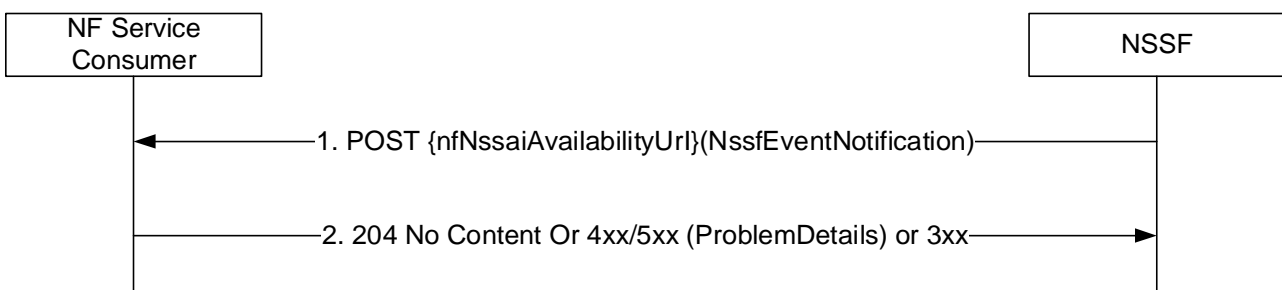 NF Service
Consumer
NSSF
1. POST {nfNssaiAvailabilityUrl}(NssfEventNotification)
2. 204 No Content Or 4xx/5xx (ProblemDetails) or 3xx